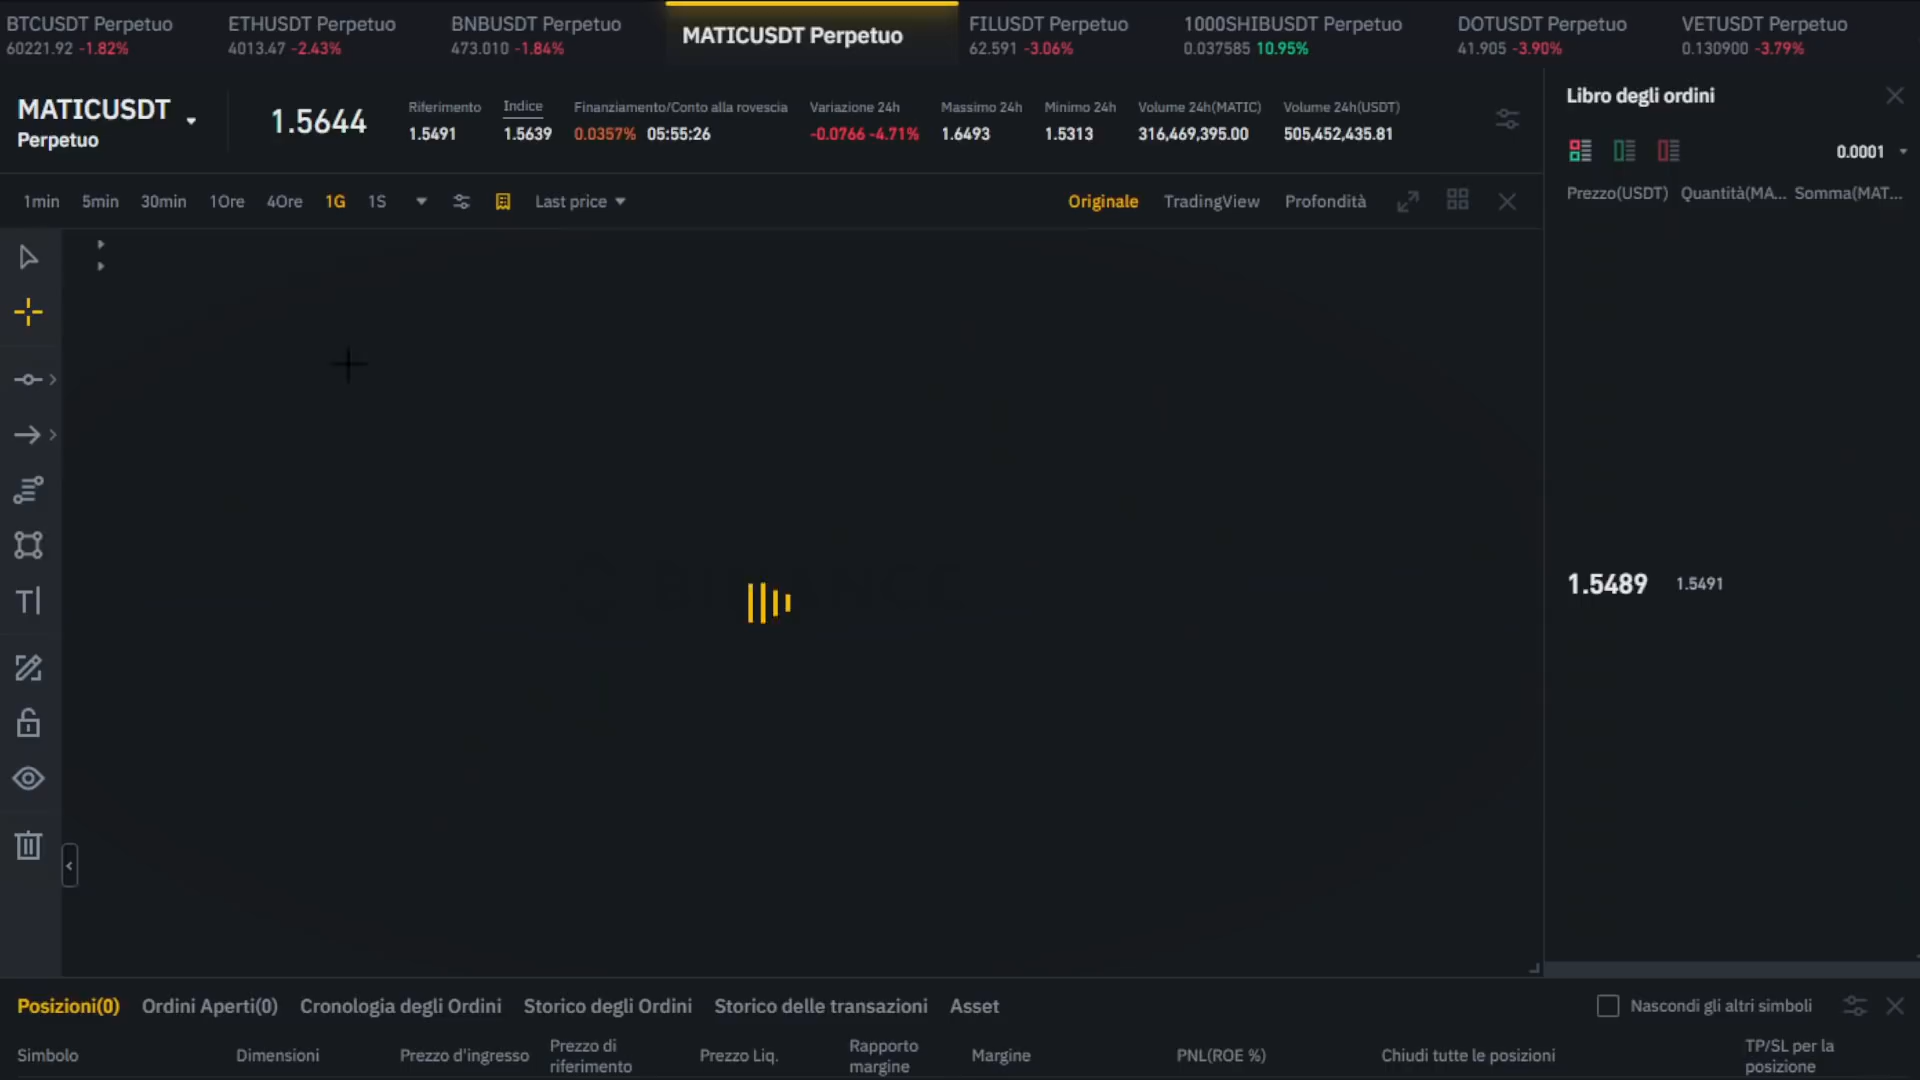 BTCUSDT Perpetuo
60221.92 -1.82%
ETHUSDT Perpetuo
4013.47 -2.43%
BNBUSDT Perpetuo
473.010 -1.84%
MATICUSDT Perpetuo
FILUSDT Perpetuo
62.591 -3.06%
1000SHIBUSDT Perpetuo
0.037585 10.95%
DOTUSDT Perpetuo
41.905 -3.90%
VETUSDT Perpetuo
0.130900 -3.79%
MATICUSDT
Perpetuo
1.5644
Riferimento
1.5491
Indice
1.5639
Finanziamento/Conto alla rovescia
0.0357% 05:55:26
Variazione 24h
-0.0766 -4.71%
Massimo 24h
1.6493
Minimo 24h
1.5313
Volume 24h(MATIC)
316,469,395.00
Volume 24h(USDT)
505,452,435.81
1min 5min 30min 1Ore 4Ore 1G 1S Last price Originale TradingView Profondità
Libro degli ordini
0.0001
Prezzo(USDT) Quantità(MA... Somma(MAT...
1.5489 1.5491
Posizioni(0) Ordini Aperti(0) Cronologia degli Ordini Storico degli Ordini Storico delle transazioni Asset Nascondi gli altri simboli
Simbolo
Dimensioni
Prezzo d'ingresso
Prezzo di
riferimento
Prezzo Liq.
Rapporto
margine
Margine
PNL(ROE %)
Chiudi tutte le posizioni
TP/SL per la
posizione